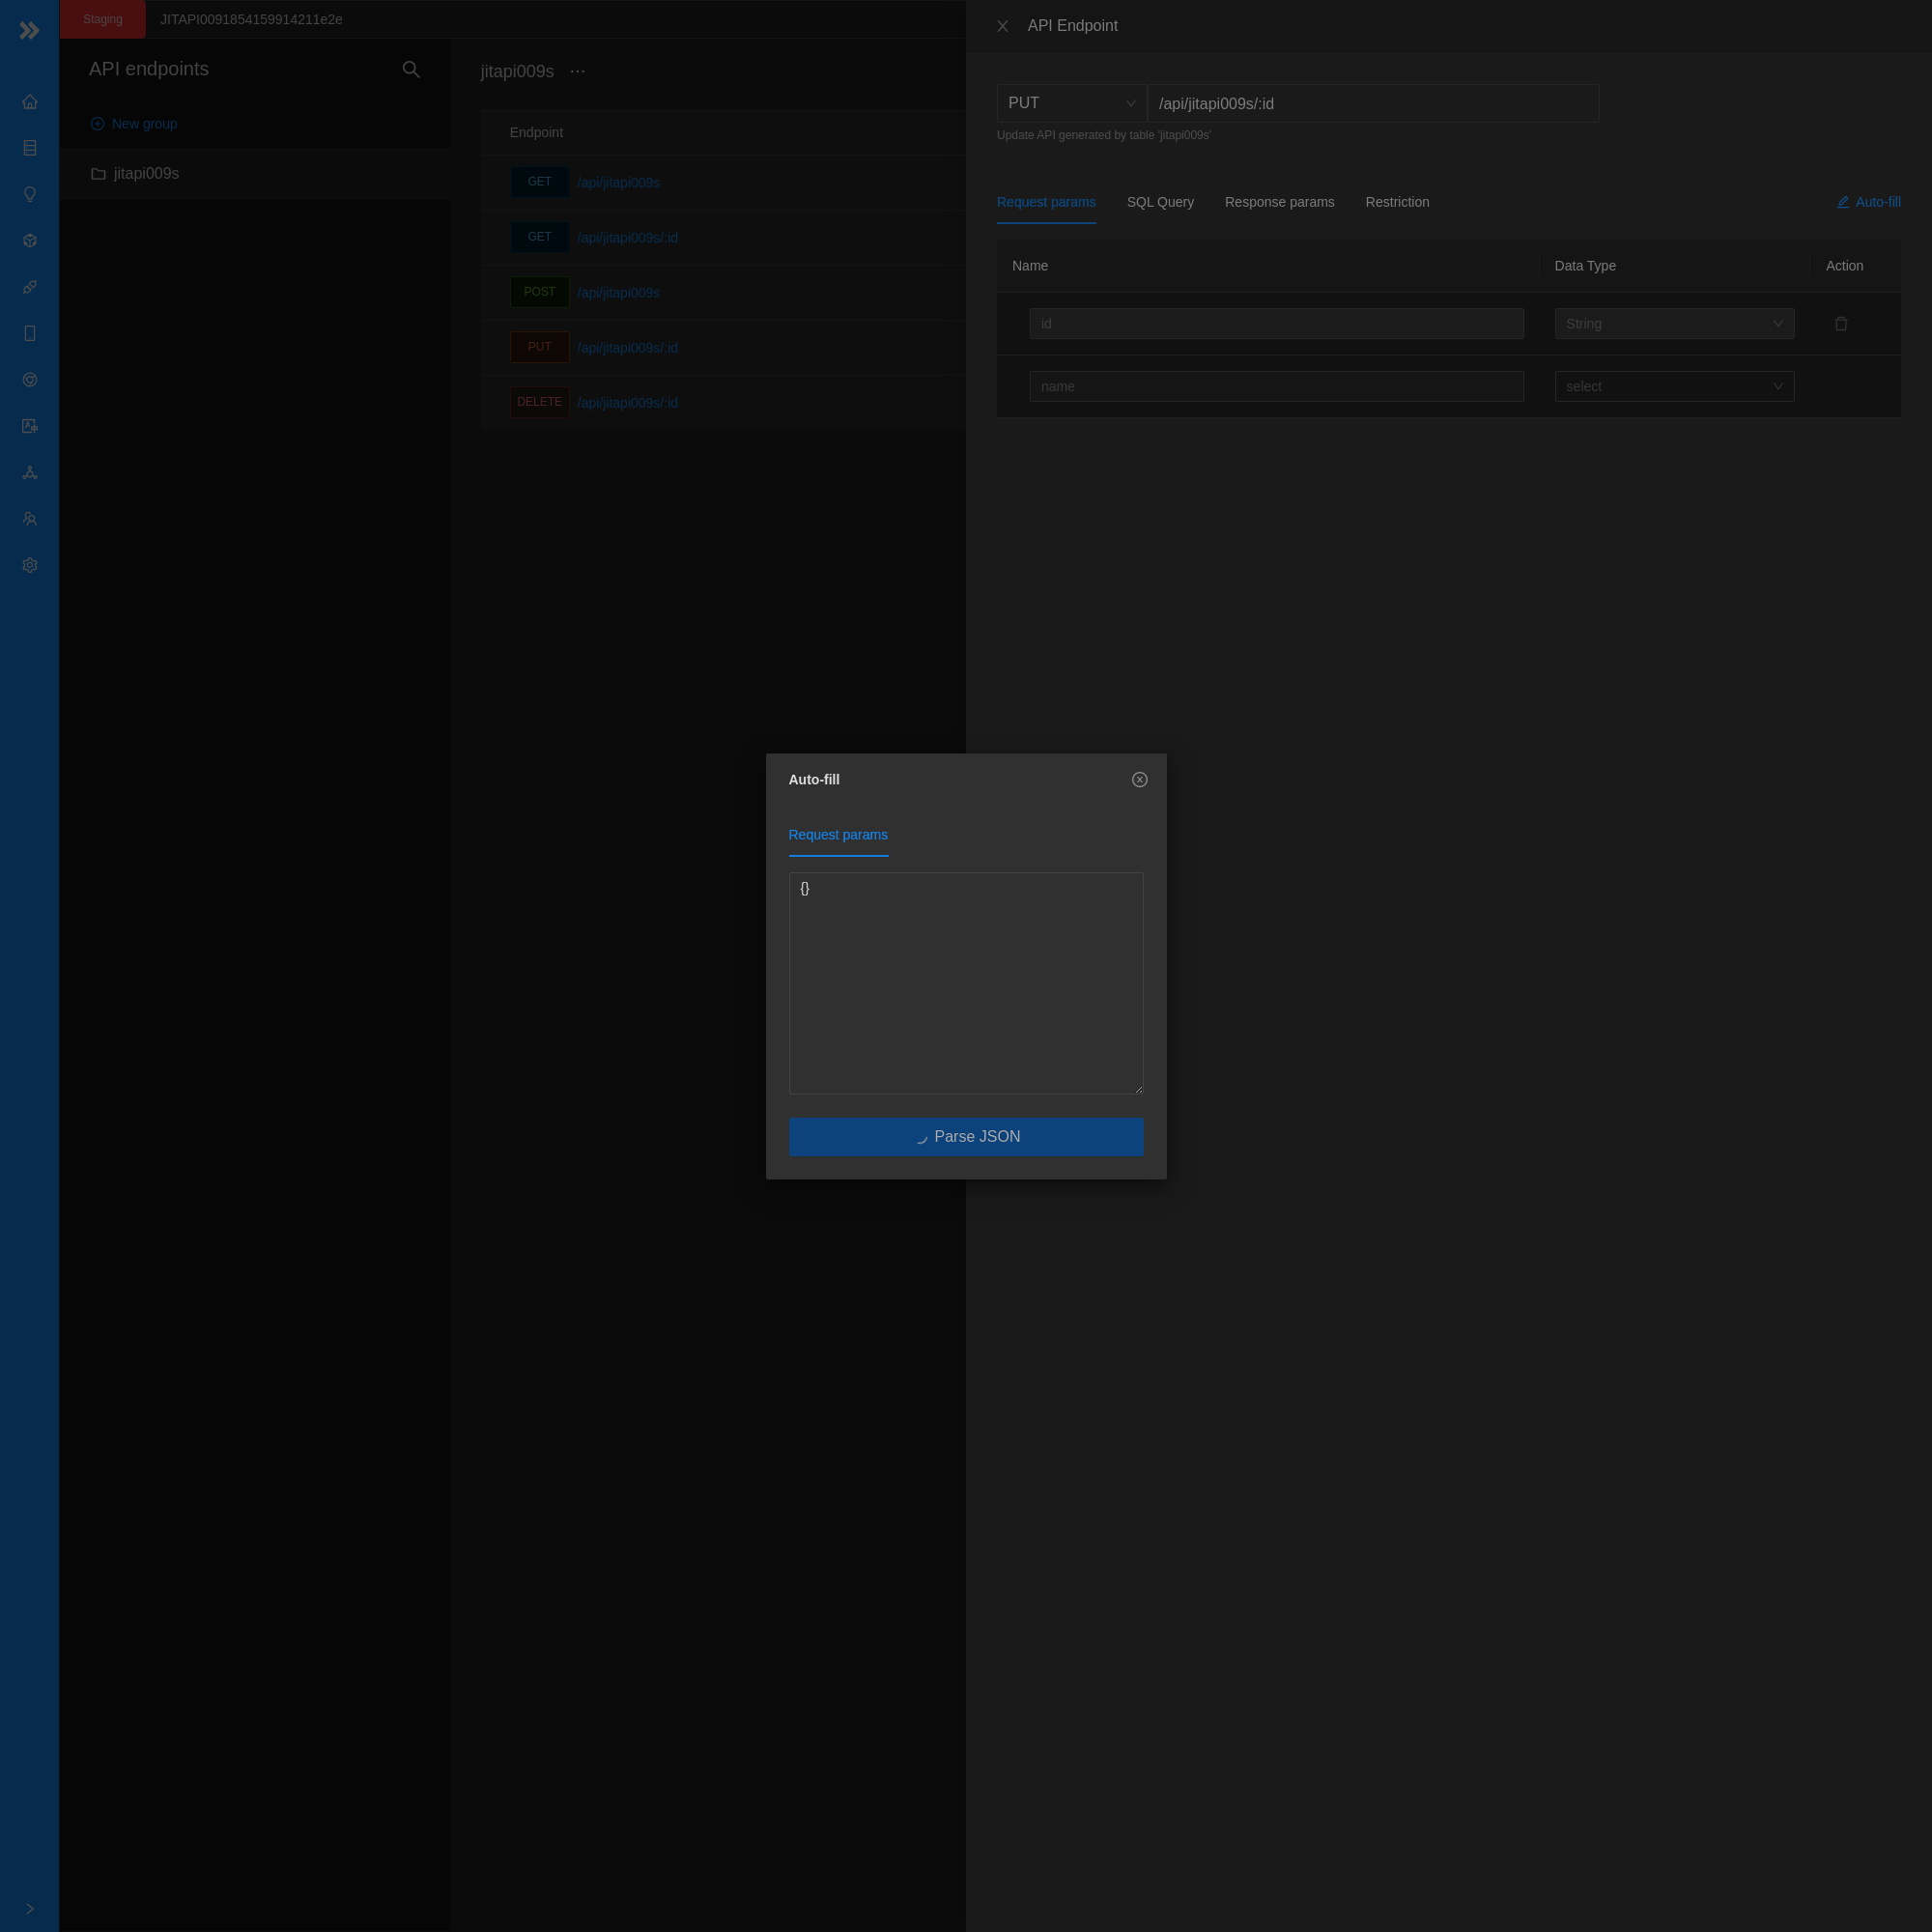 Staging
JITAPI0091854159914211e2e
API endpoints
New group
jitapi009s
jitapi009s
Endpoint
GET /api/jitapi009s
GET /api/jitapi009s/:id
POST /api/jitapi009s
PUT /api/jitapi009s/:id
DELETE /api/jitapi009s/:id
API Endpoint
PUT /api/jitapi009s/:id
Update API generated by table 'jitapi009s'
Request params SQL Query Response params Restriction Auto-fill
Name Data Type Action
id String
name select
Auto-fill
Request params
{}
Parse JSON